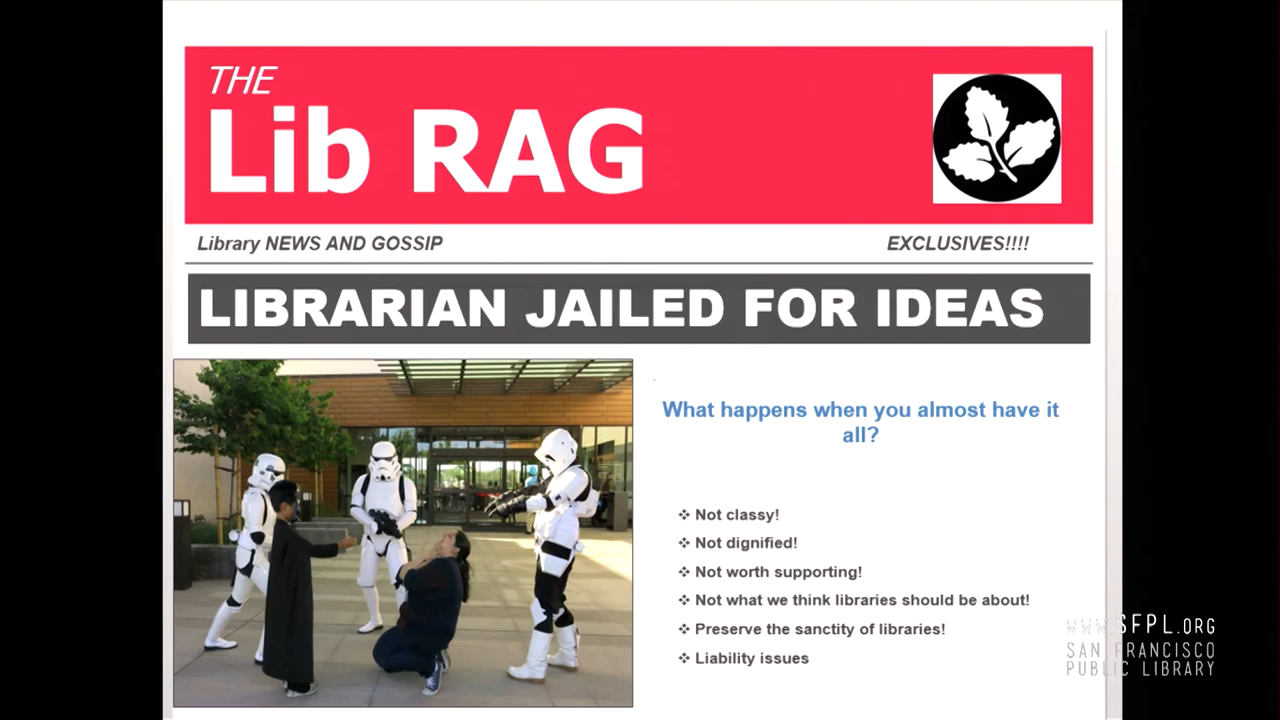 THE
Lib RAG
Library NEWS AND GOSSIP
EXCLUSIVES!!!!
LIBRARIAN JAILED FOR IDEAS
What happens when you almost have it
all?
❖ Not classy!
❖ Not dignified!
❖ Not worth supporting!
❖ Not what we think libraries should be about!
❖ Preserve the sanctity of libraries!
❖ Liability issues
WWW.SFPL.ORG
SAN FRANCISCO
PUBLIC LIBRARY